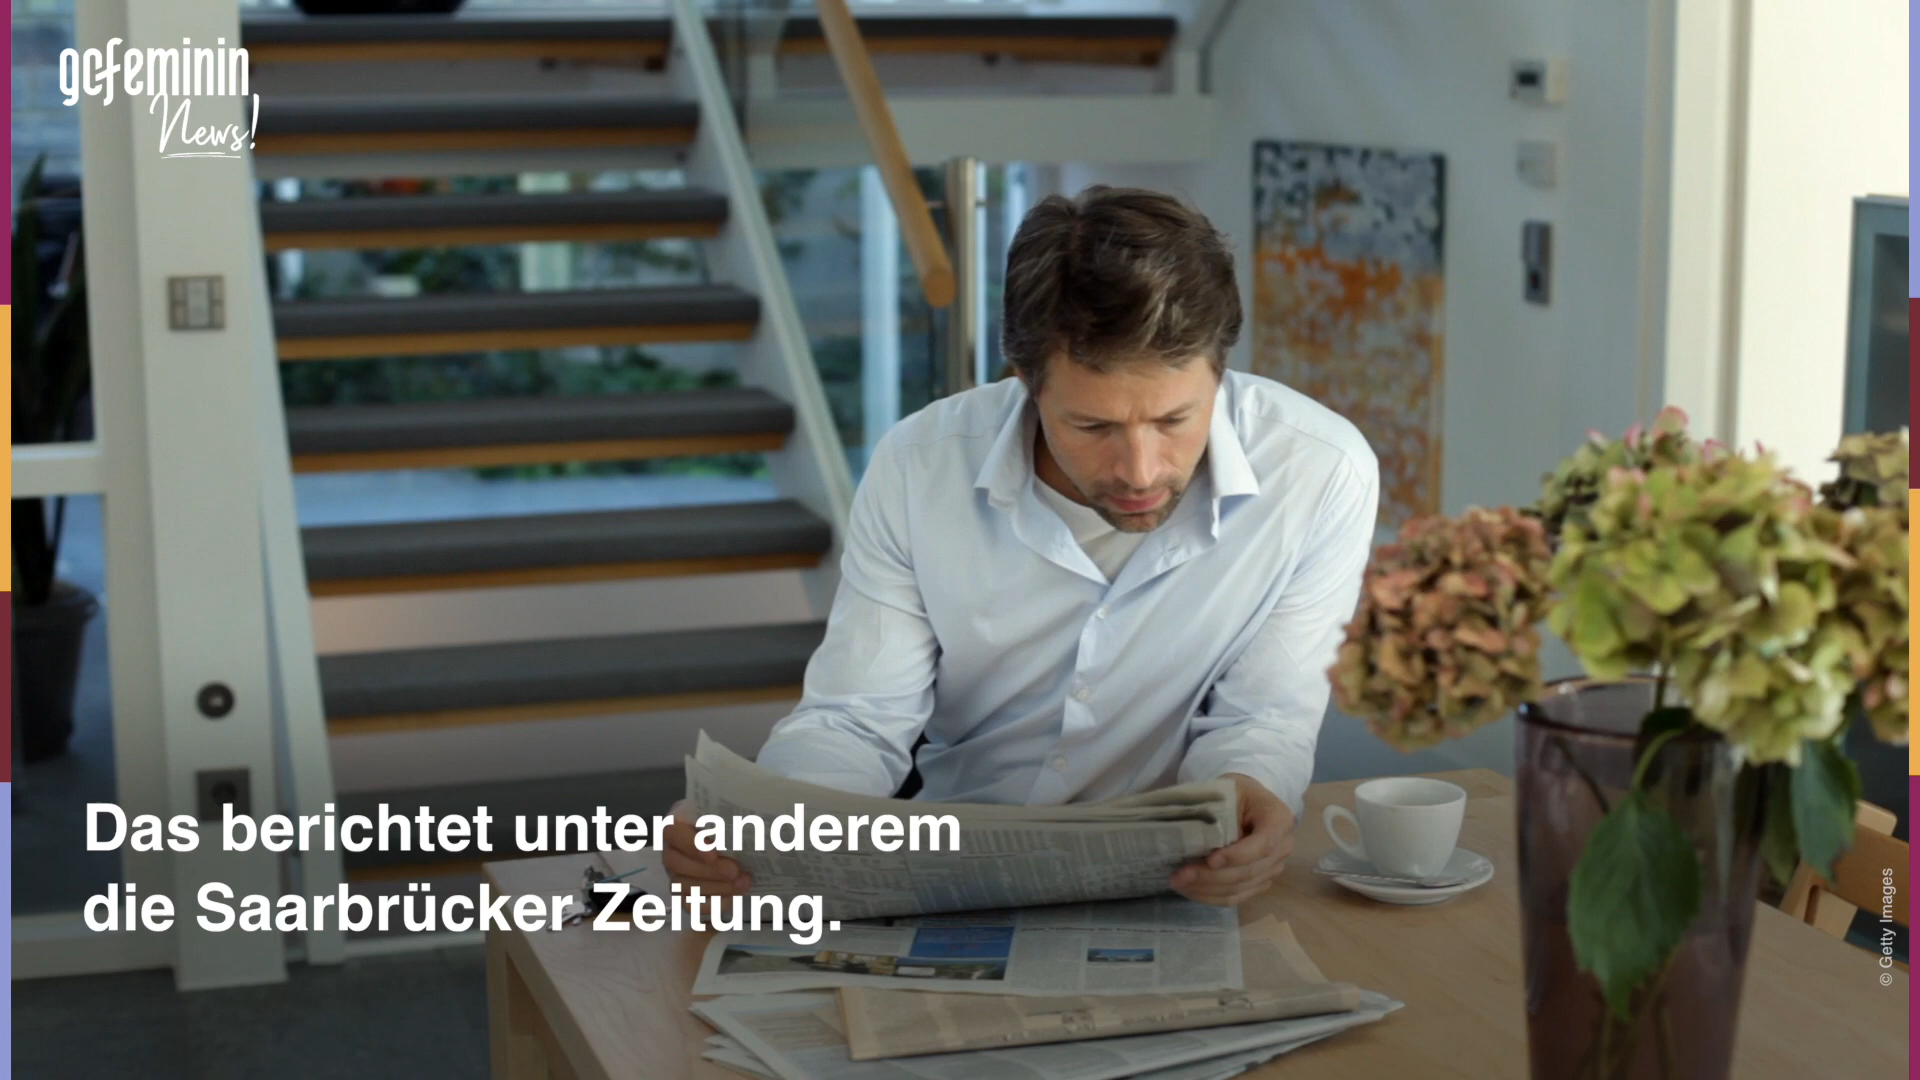 gofeminin
News!
Das berichtet unter anderem
die Saarbrücker Zeitung.
© Getty Images